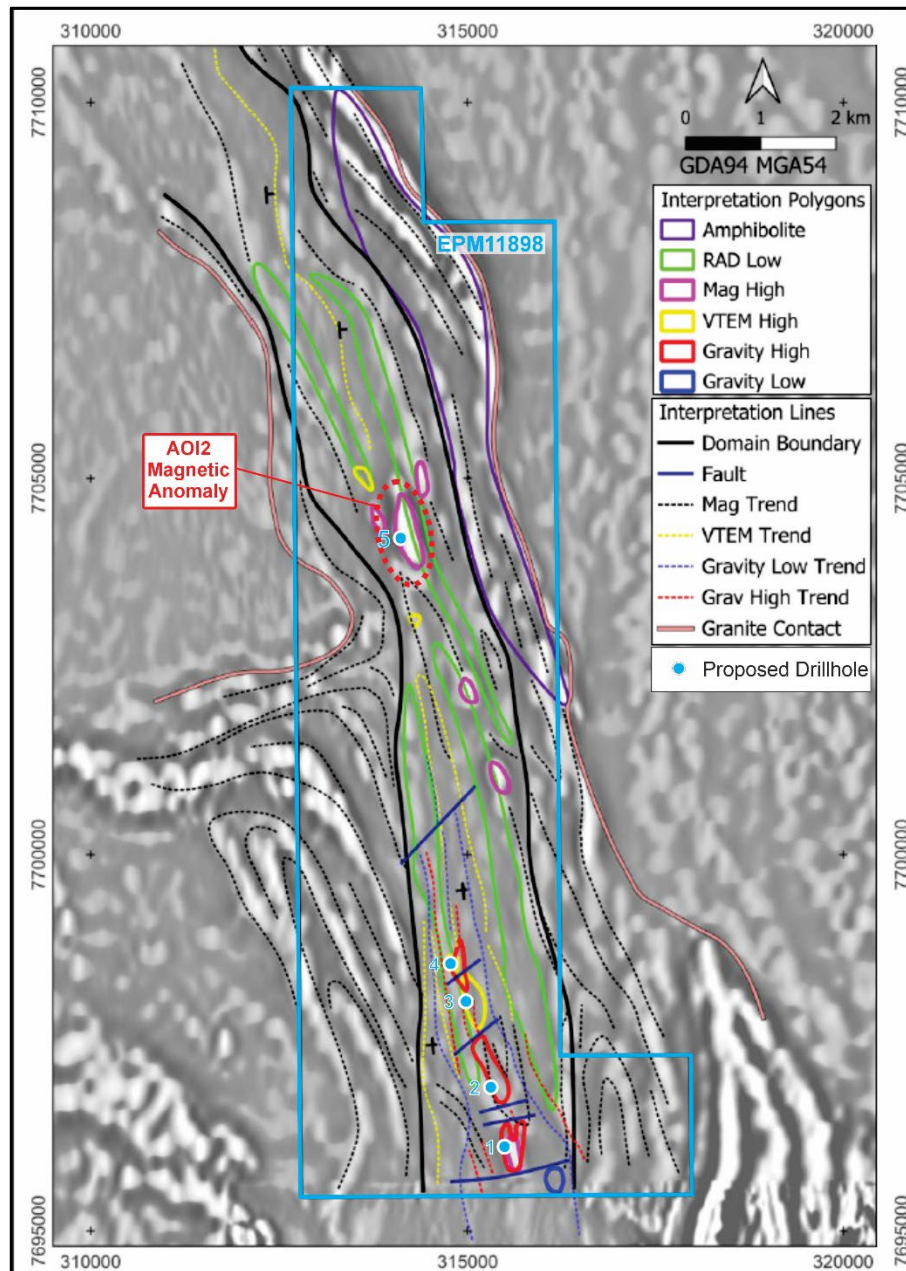 310000
315000
320000
7710000
7710000
0 1 2 km
GDA94 MGA54
Interpretation Polygons
Amphibolite
RAD Low
Mag High
VTEM High
Gravity High
Gravity Low
Interpretation Lines
Domain Boundary
Fault
Mag Trend
VTEM Trend
Gravity Low Trend
Grav High Trend
Granite Contact
Proposed Drillhole
EPM11898
AOI2
Magnetic
Anomaly
7705000
7705000
5
7700000
7700000
4
3
2
1
7695000
7695000
310000
315000
320000